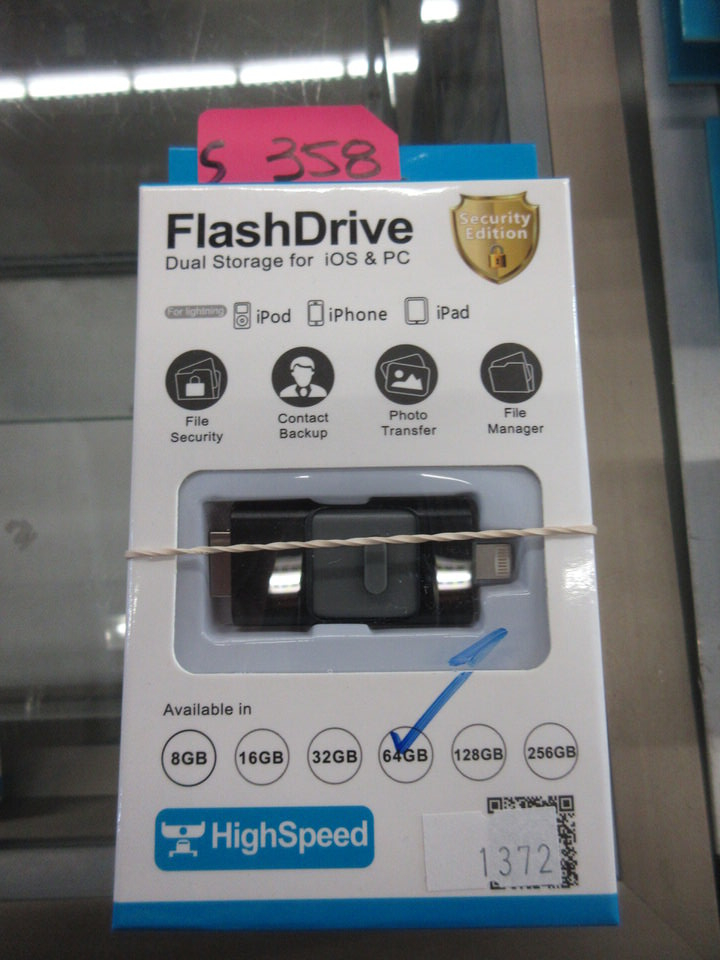 S 358
FlashDrive
Dual Storage for iOS & PC
Security
Edition
For lightning iPod iPhone iPad
File
Security
Contact
Backup
Photo
Transfer
File
Manager
Available in
8GB 16GB 32GB 64GB 128GB 256GB
HighSpeed
1372